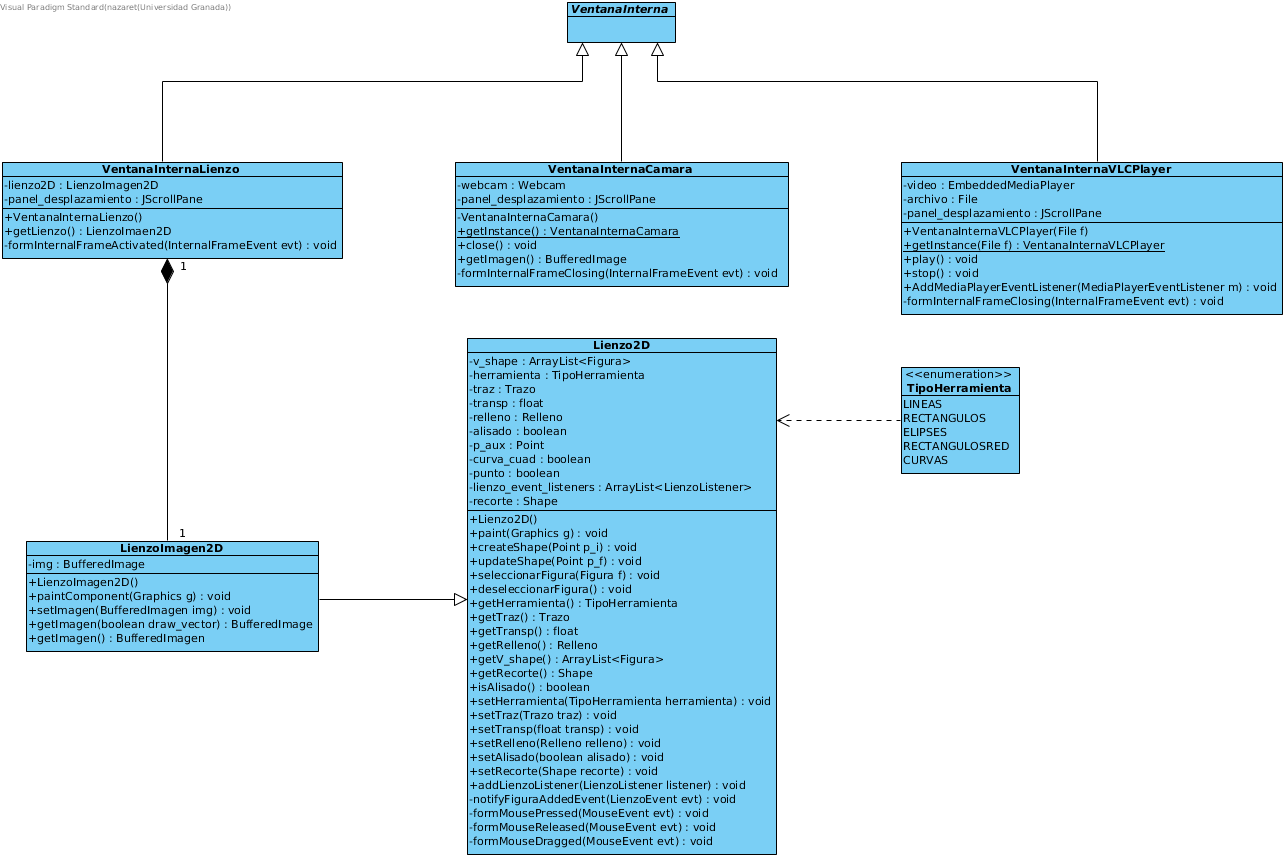 Visual Paradigm Standard(nazaret(Universidad Granada))
VentanaInterna
VentanaInternaLienzo
-lienzo2D : LienzoImagen2D
-panel_desplazamiento : JScrollPane
+VentanaInternaLienzo()
+getLienzo() : LienzoImaen2D
-formInternalFrameActivated(InternalFrameEvent evt) : void
VentanaInternaCamara
-webcam : Webcam
-panel_desplazamiento : JScrollPane
-VentanaInternaCamara()
+getInstance() : VentanaInternaCamara
+close() : void
+getImagen() : BufferedImage
-formInternalFrameClosing(InternalFrameEvent evt) : void
VentanaInternaVLCPlayer
-video : EmbeddedMediaPlayer
-archivo : File
-panel_desplazamiento : JScrollPane
+VentanaInternaVLCPlayer(File f)
+getInstance(File f) : VentanaInternaVLCPlayer
+play() : void
+stop() : void
+AddMediaPlayerEventListener(MediaPlayerEventListener m) : void
-formInternalFrameClosing(InternalFrameEvent evt) : void
1
1
Lienzo2D
-v_shape : ArrayList<Figura>
-herramienta : TipoHerramienta
-traz : Trazo
-transp : float
-relleno : Relleno
-alisado : boolean
-p_aux : Point
-curva_cuad : boolean
-punto : boolean
-lienzo_event_listeners : ArrayList<LienzoListener>
-recorte : Shape
+Lienzo2D()
+paint(Graphics g) : void
+createShape(Point p_i) : void
+updateShape(Point p_f) : void
+seleccionarFigura(Figura f) : void
+deseleccionarFigura() : void
+getHerramienta() : TipoHerramienta
+getTraz() : Trazo
+getTransp() : float
+getRelleno() : Relleno
+getV_shape() : ArrayList<Figura>
+getRecorte() : Shape
+isAlisado() : boolean
+setHerramienta(TipoHerramienta herramienta) : void
+setTraz(Trazo traz) : void
+setTransp(float transp) : void
+setRelleno(Relleno relleno) : void
+setAlisado(boolean alisado) : void
+setRecorte(Shape recorte) : void
+addLienzoListener(LienzoListener listener) : void
-notifyFiguraAddedEvent(LienzoEvent evt) : void
-formMousePressed(MouseEvent evt) : void
-formMouseReleased(MouseEvent evt) : void
-formMouseDragged(MouseEvent evt) : void
<<enumeration>>
TipoHerramienta
LINEAS
RECTANGULOS
ELIPSES
RECTANGULOSRED
CURVAS
LienzoImagen2D
-img : BufferedImage
+LienzoImagen2D()
+paintComponent(Graphics g) : void
+setImagen(BufferedImagen img) : void
+getImagen(boolean draw_vector) : BufferedImage
+getImagen() : BufferedImagen